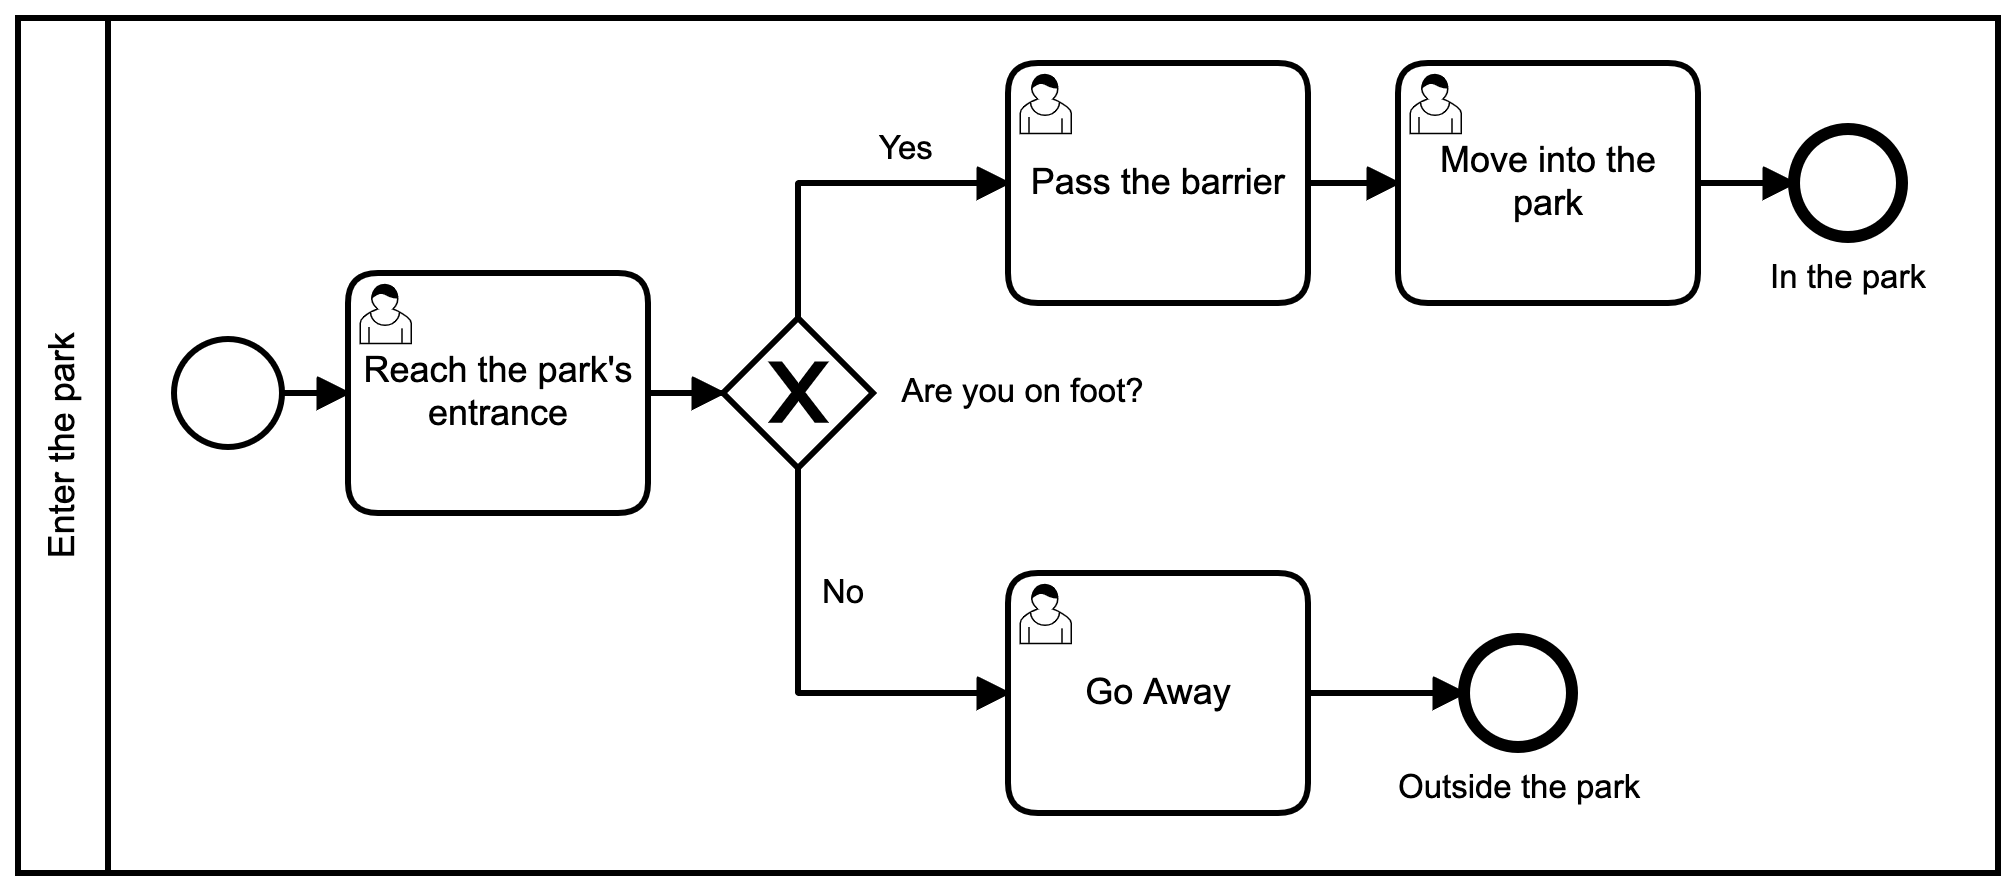 Enter the park
Reach the park's
entrance
X
Are you on foot?
Yes
Pass the barrier
Move into the
park
In the park
No
Go Away
Outside the park